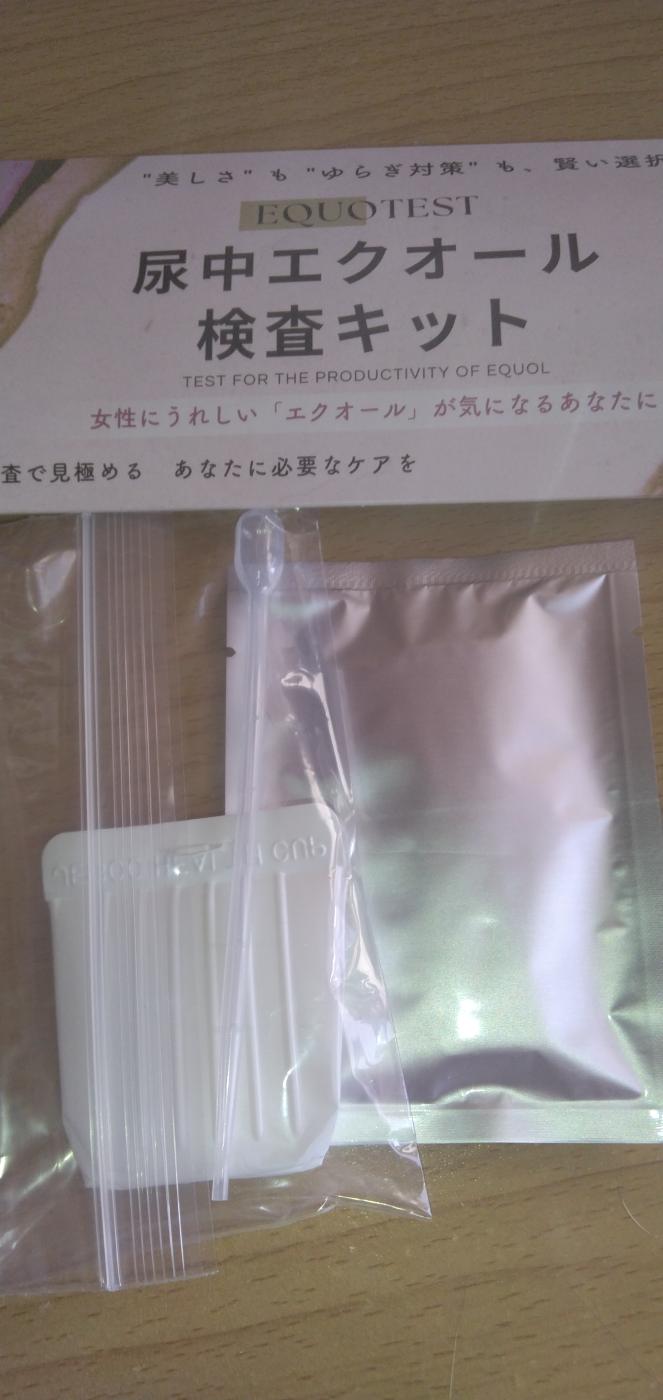 "美しさ" も "ゆらぎ対策" も、賢い選択
EQUOTEST
尿中エクオール
検査キット
TEST FOR THE PRODUCTIVITY OF EQUOL
女性にうれしい「エクオール」が気になるあなたに
査で見極める　あなたに必要なケアを
HEALTH CUP